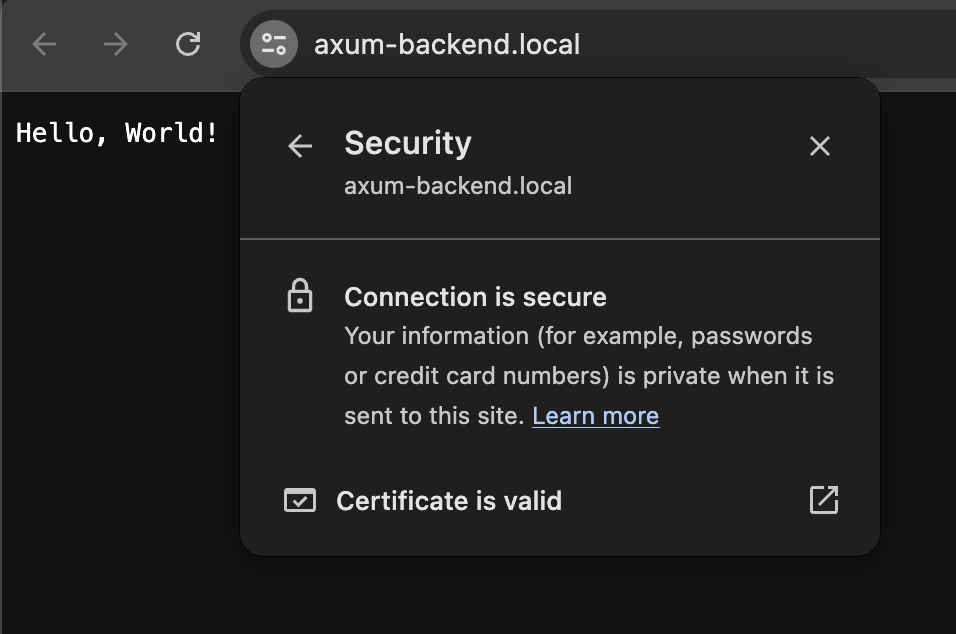 axum-backend.local
Hello, World!
Security
axum-backend.local
Connection is secure
Your information (for example, passwords
or credit card numbers) is private when it is
sent to this site. Learn more
Certificate is valid